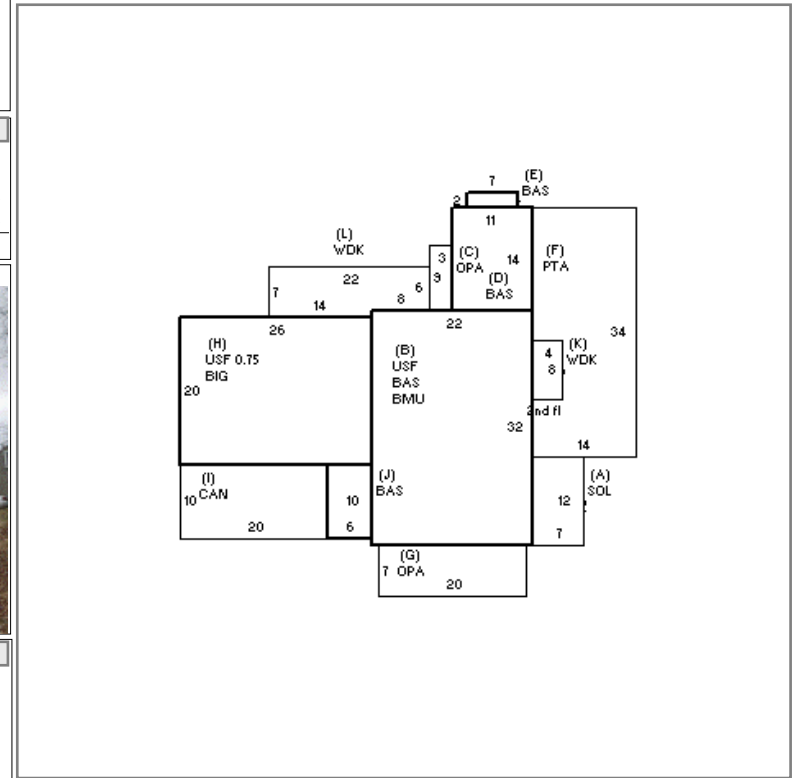 7
(E)
BAS
2
11
(L)
WDK
3
(C)
OPA
14
(F)
PTA
9
(D)
BAS
22
6
7
14
8
26
22
34
(H)
USF 0.75
BIG
(B)
USF
BAS
BMU
4
(K)
WDK
8
20
2nd fl
32
14
(I)
CAN
10
(J)
BAS
10
(A)
SOL
12
20
6
7
(G)
OPA
7
20